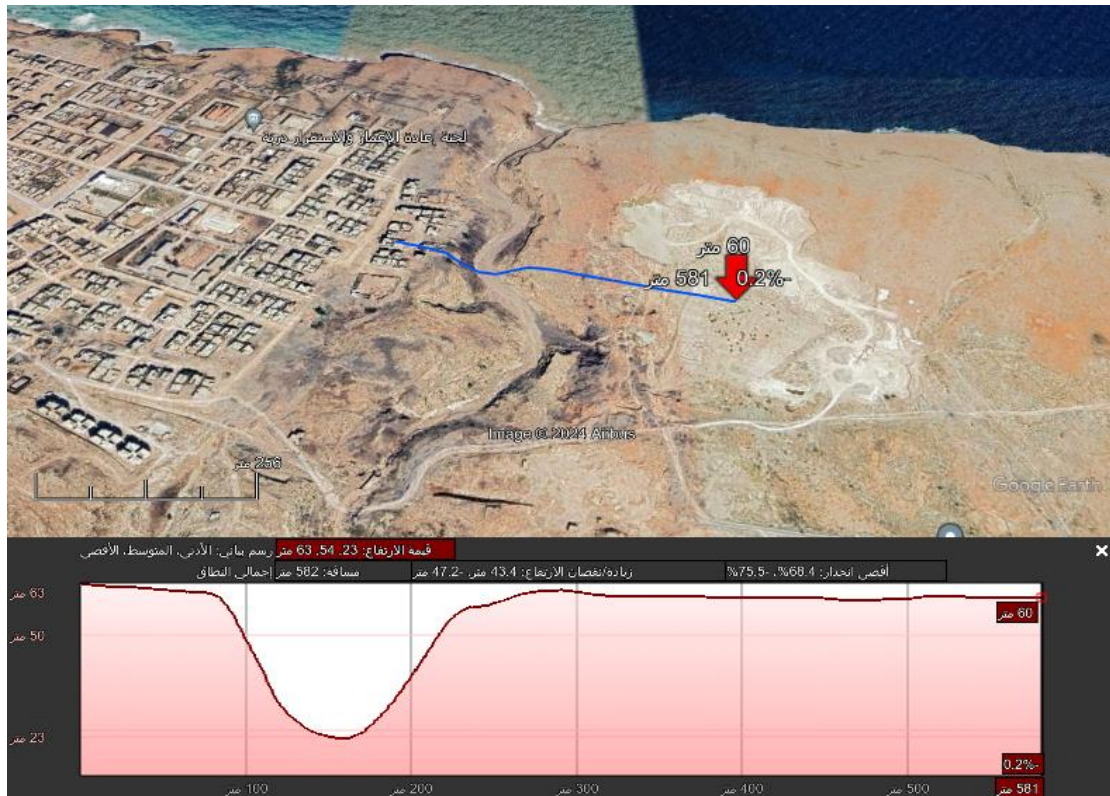 لجنة إعادة الإعمار والاستقرار درنة
60 متر
581 متر
0.2%-
Image © 2024 Airbus
256 متر
Google Earth
رسم بياني: الأدنى، المتوسط، الأقصى قيمة الارتفاع: 23, 54, 63 متر
إجمالي النطاق مسافة: 582 متر زيادة/نقصان الارتفاع: 43.4 متر, -47.2 متر أقصى انحدار: 68.4%, -75.5%
63 متر
60 متر
50 متر
23 متر
0.2%-
100 متر
200 متر
300 متر
400 متر
500 متر
581 متر